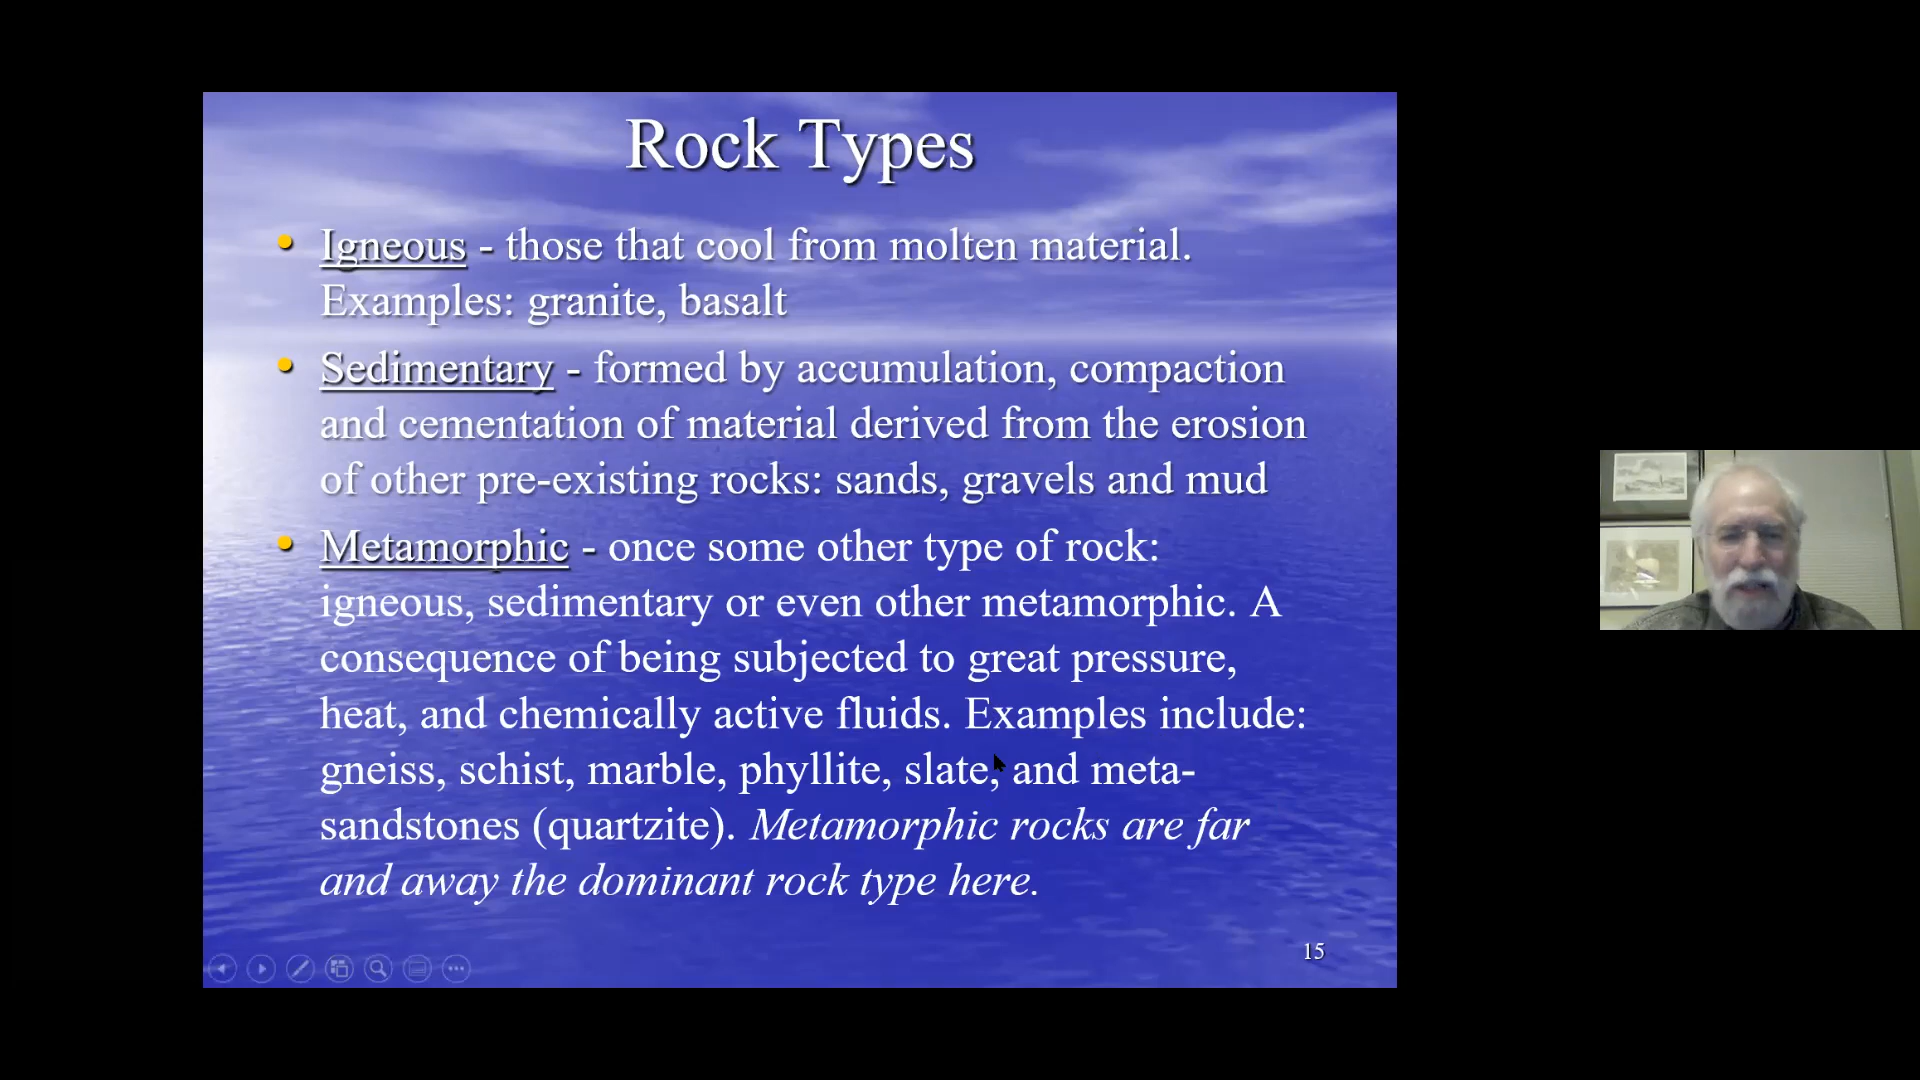 Rock Types
• Igneous - those that cool from molten material.
Examples: granite, basalt
• Sedimentary - formed by accumulation, compaction
and cementation of material derived from the erosion
of other pre-existing rocks: sands, gravels and mud
• Metamorphic - once some other type of rock:
igneous, sedimentary or even other metamorphic. A
consequence of being subjected to great pressure,
heat, and chemically active fluids. Examples include:
gneiss, schist, marble, phyllite, slate, and meta-
sandstones (quartzite). Metamorphic rocks are far
and away the dominant rock type here.
15